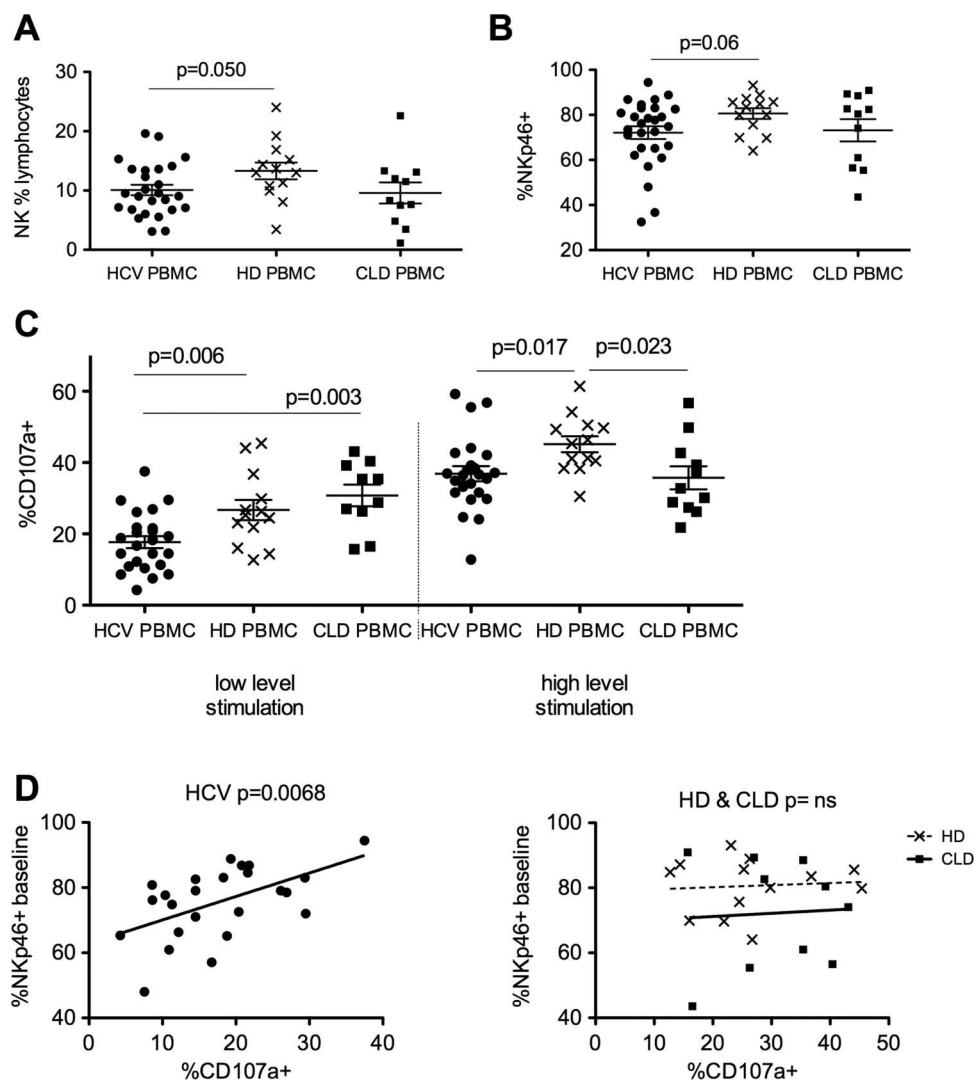 A
p=0.050
NK % lymphocytes
30
20
10
0
HCV PBMC HD PBMC CLD PBMC
B
p=0.06
%NKp46+
100
80
60
40
20
HCV PBMC HD PBMC CLD PBMC
C
p=0.006
p=0.003
p=0.017 p=0.023
%CD107a+
60
40
20
0
HCV PBMC HD PBMC CLD PBMC HCV PBMC HD PBMC CLD PBMC
low level
stimulation
high level
stimulation
D
HCV p=0.0068
%NKp46+ baseline
100
80
60
40
0 10 20 30 40
%CD107a+
HD & CLD p= ns
HD
CLD
%NKp46+ baseline
100
80
60
40
0 10 20 30 40 50
%CD107a+